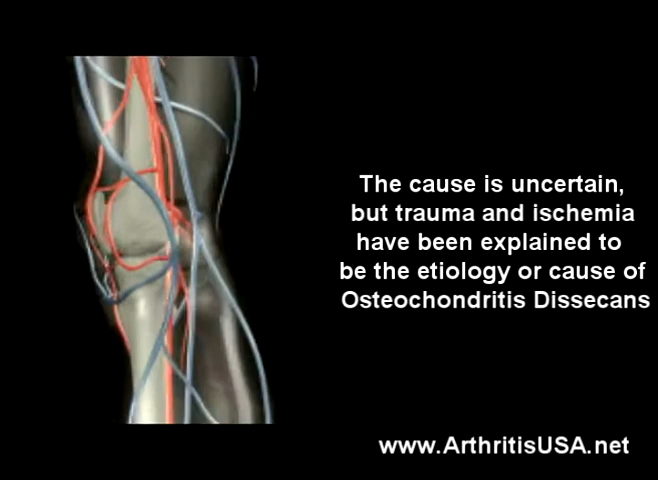 The cause is uncertain,
but trauma and ischemia
have been explained to
be the etiology or cause of
Osteochondritis Dissecans
www.ArthritisUSA.net